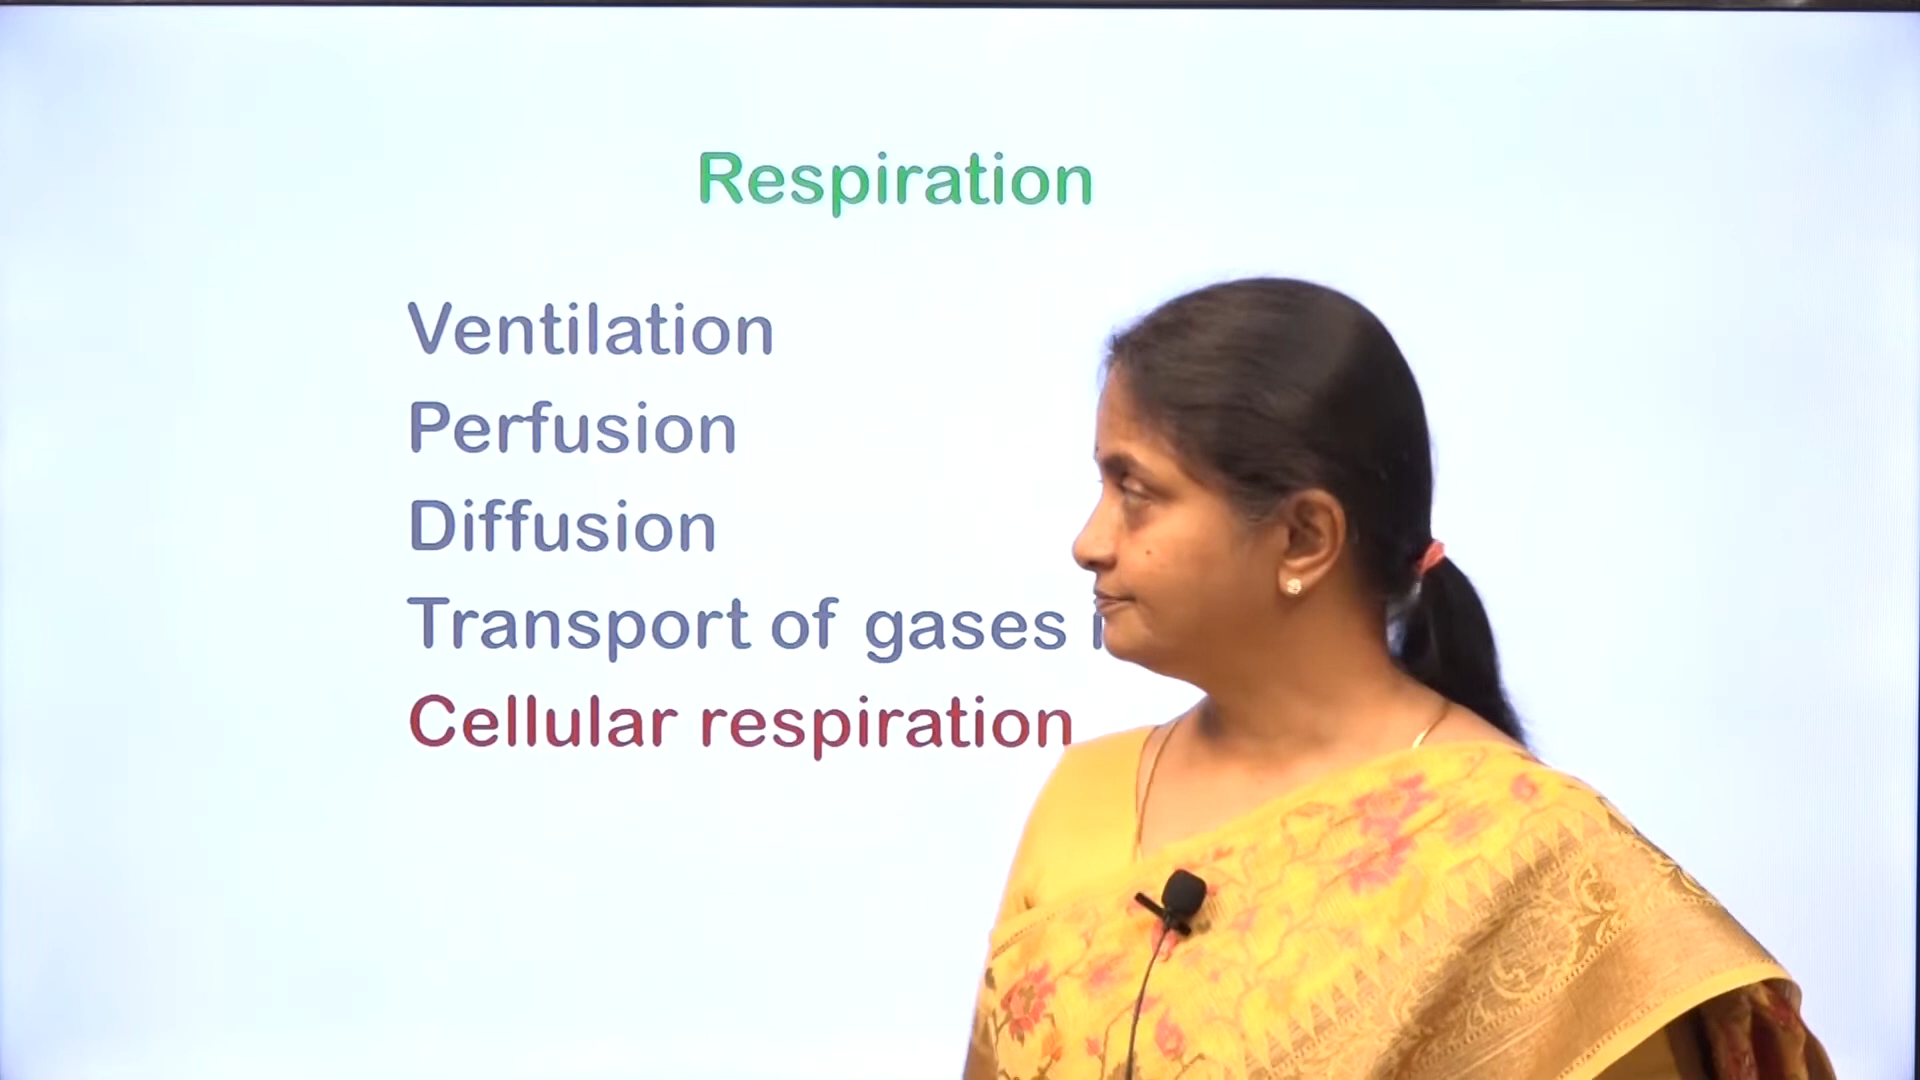 Respiration
Ventilation
Perfusion
Diffusion
Transport of gases
Cellular respiration